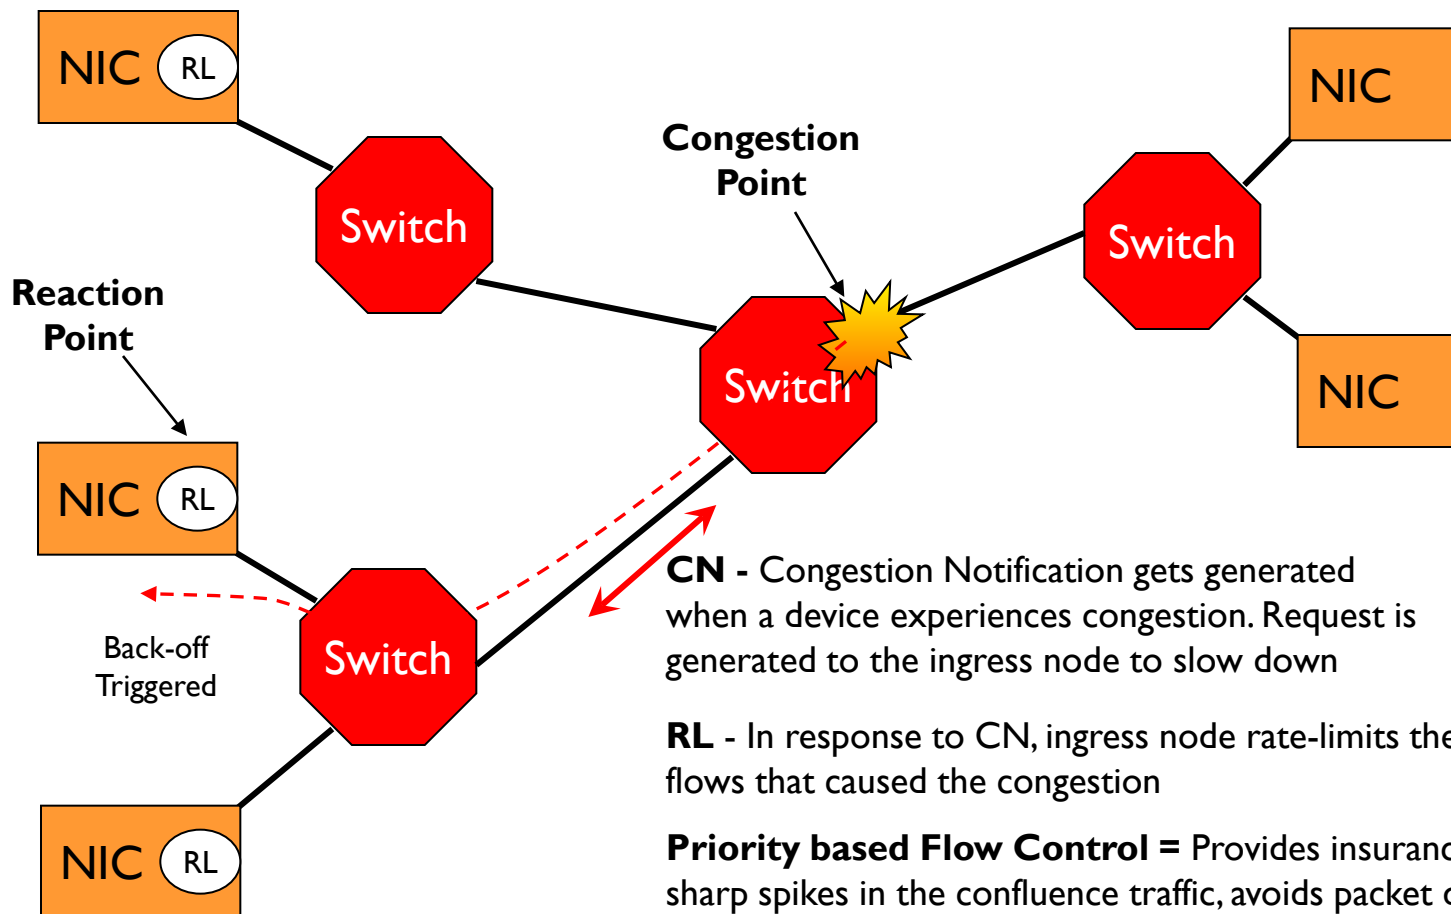 NIC RL
NIC
Congestion
Point
Switch
Switch
Reaction
Point
Switch
NIC
NIC RL
CN - Congestion Notification gets generated
when a device experiences congestion. Request is
generated to the ingress node to slow down
Back-off
Triggered
Switch
RL - In response to CN, ingress node rate-limits the
flows that caused the congestion
Priority based Flow Control = Provides
sharp spikes in the confluence traffic, avoids packet
NIC RL